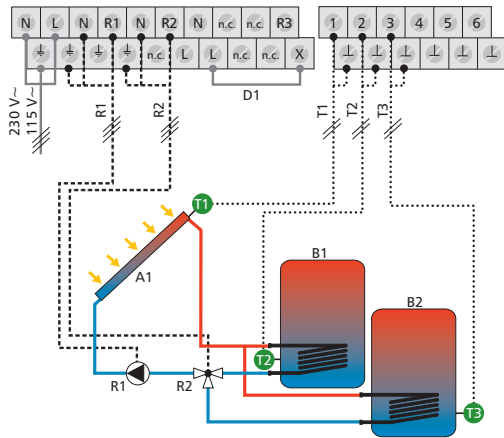 N L N R1 N R2 N n.c. n.c. R3
n.c. L L n.c. n.c. X
1 2 3 4 5 6
D1
230 V~
115 V~
R1
R2
T1
T2
T3
T1
A1
B1
B2
T2
T3
R1
R2